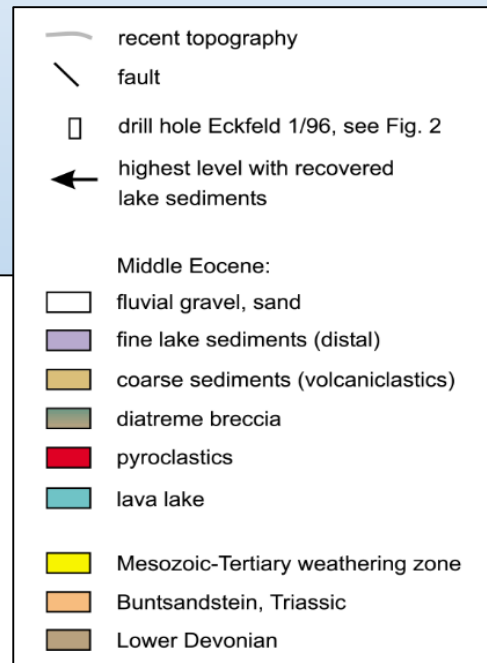 recent topography
fault
drill hole Eckfeld 1/96, see Fig. 2
highest level with recovered
lake sediments
Middle Eocene:
fluvial gravel, sand
fine lake sediments (distal)
coarse sediments (volcaniclastics)
diatreme breccia
pyroclastics
lava lake
Mesozoic-Tertiary weathering zone
Buntsandstein, Triassic
Lower Devonian